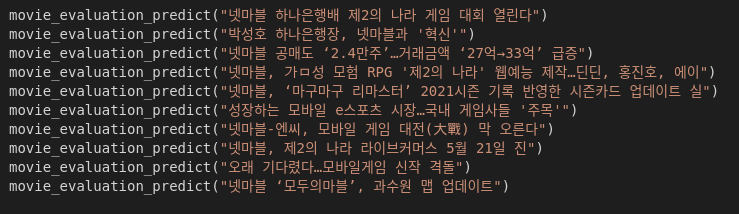 movie_evaluation_predict("넷마블 하나은행배 제2의 나라 게임 대회 열린다")
movie_evaluation_predict("박성호 하나은행장, 넷마블과 '혁신'")
movie_evaluation_predict("넷마블 공매도 ‘2.4만주’…거래금액 ‘27억→33억’ 급증")
movie_evaluation_predict("넷마블, 가ㅁ성 모험 RPG '제2의 나라' 웹예능 제작…딘딘, 홍진호, 에이")
movie_evaluation_predict("넷마블, ‘마구마구 리마스터’ 2021시즌 기록 반영한 시즌카드 업데이트 실")
movie_evaluation_predict("성장하는 모바일 e스포츠 시장…국내 게임사들 '주목'")
movie_evaluation_predict("넷마블-엔씨, 모바일 게임 대전(大戰) 막 오른다")
movie_evaluation_predict("넷마블, 제2의 나라 라이브커머스 5월 21일 진")
movie_evaluation_predict("오래 기다렸다…모바일게임 신작 격돌")
movie_evaluation_predict("넷마블 ‘모두의마블’, 과수원 맵 업데이트")